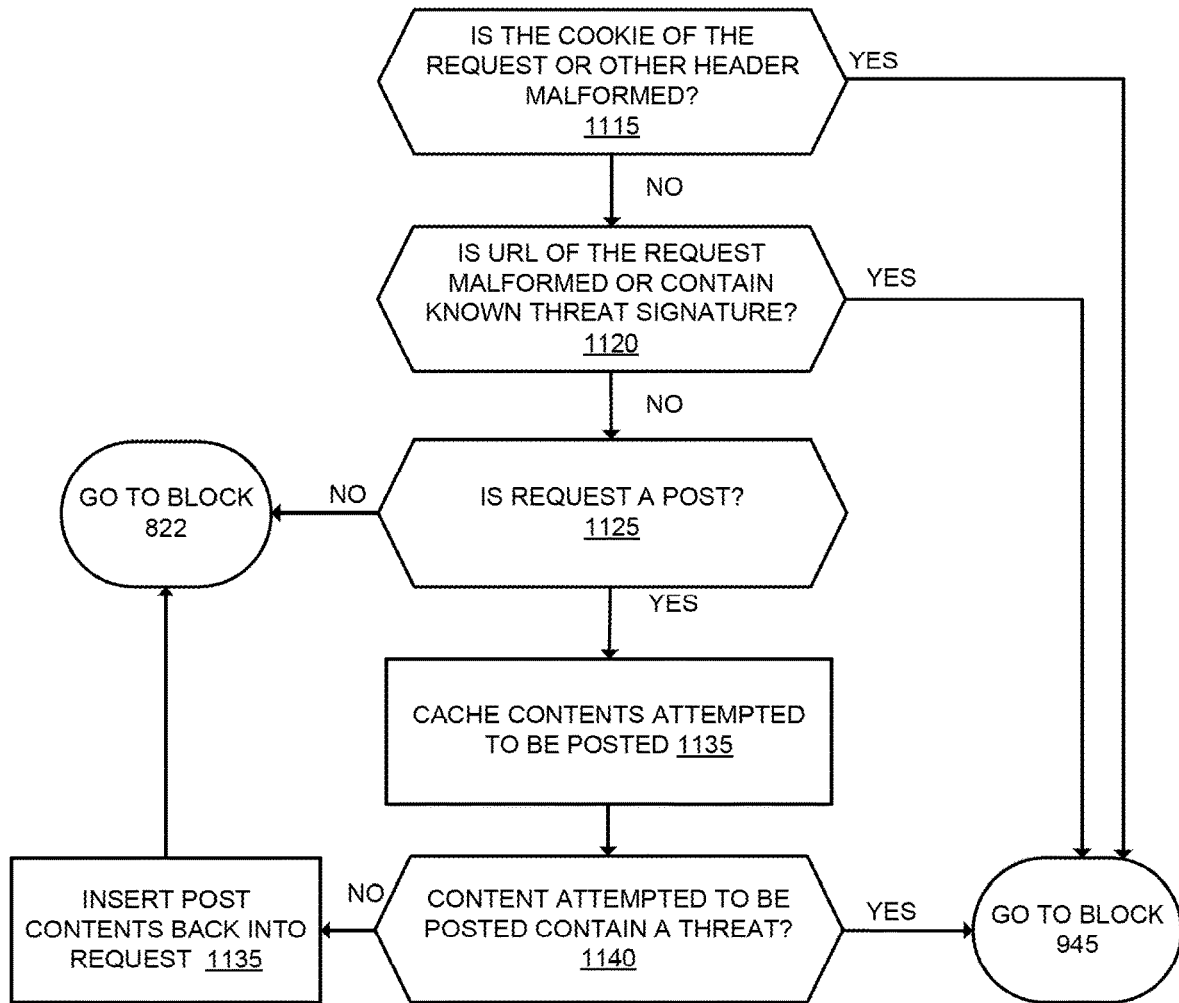 IS THE COOKIE OF THE
REQUEST OR OTHER HEADER
MALFORMED?
1115
YES
NO
IS URL OF THE REQUEST
MALFORMED OR CONTAIN
KNOWN THREAT SIGNATURE?
1120
YES
NO
GO TO BLOCK
822
NO
IS REQUEST A POST?
1125
YES
CACHE CONTENTS ATTEMPTED
TO BE POSTED 1135
INSERT POST
CONTENTS BACK INTO
REQUEST 1135
NO
CONTENT ATTEMPTED TO BE
POSTED CONTAIN A THREAT?
1140
YES
GO TO BLOCK
945